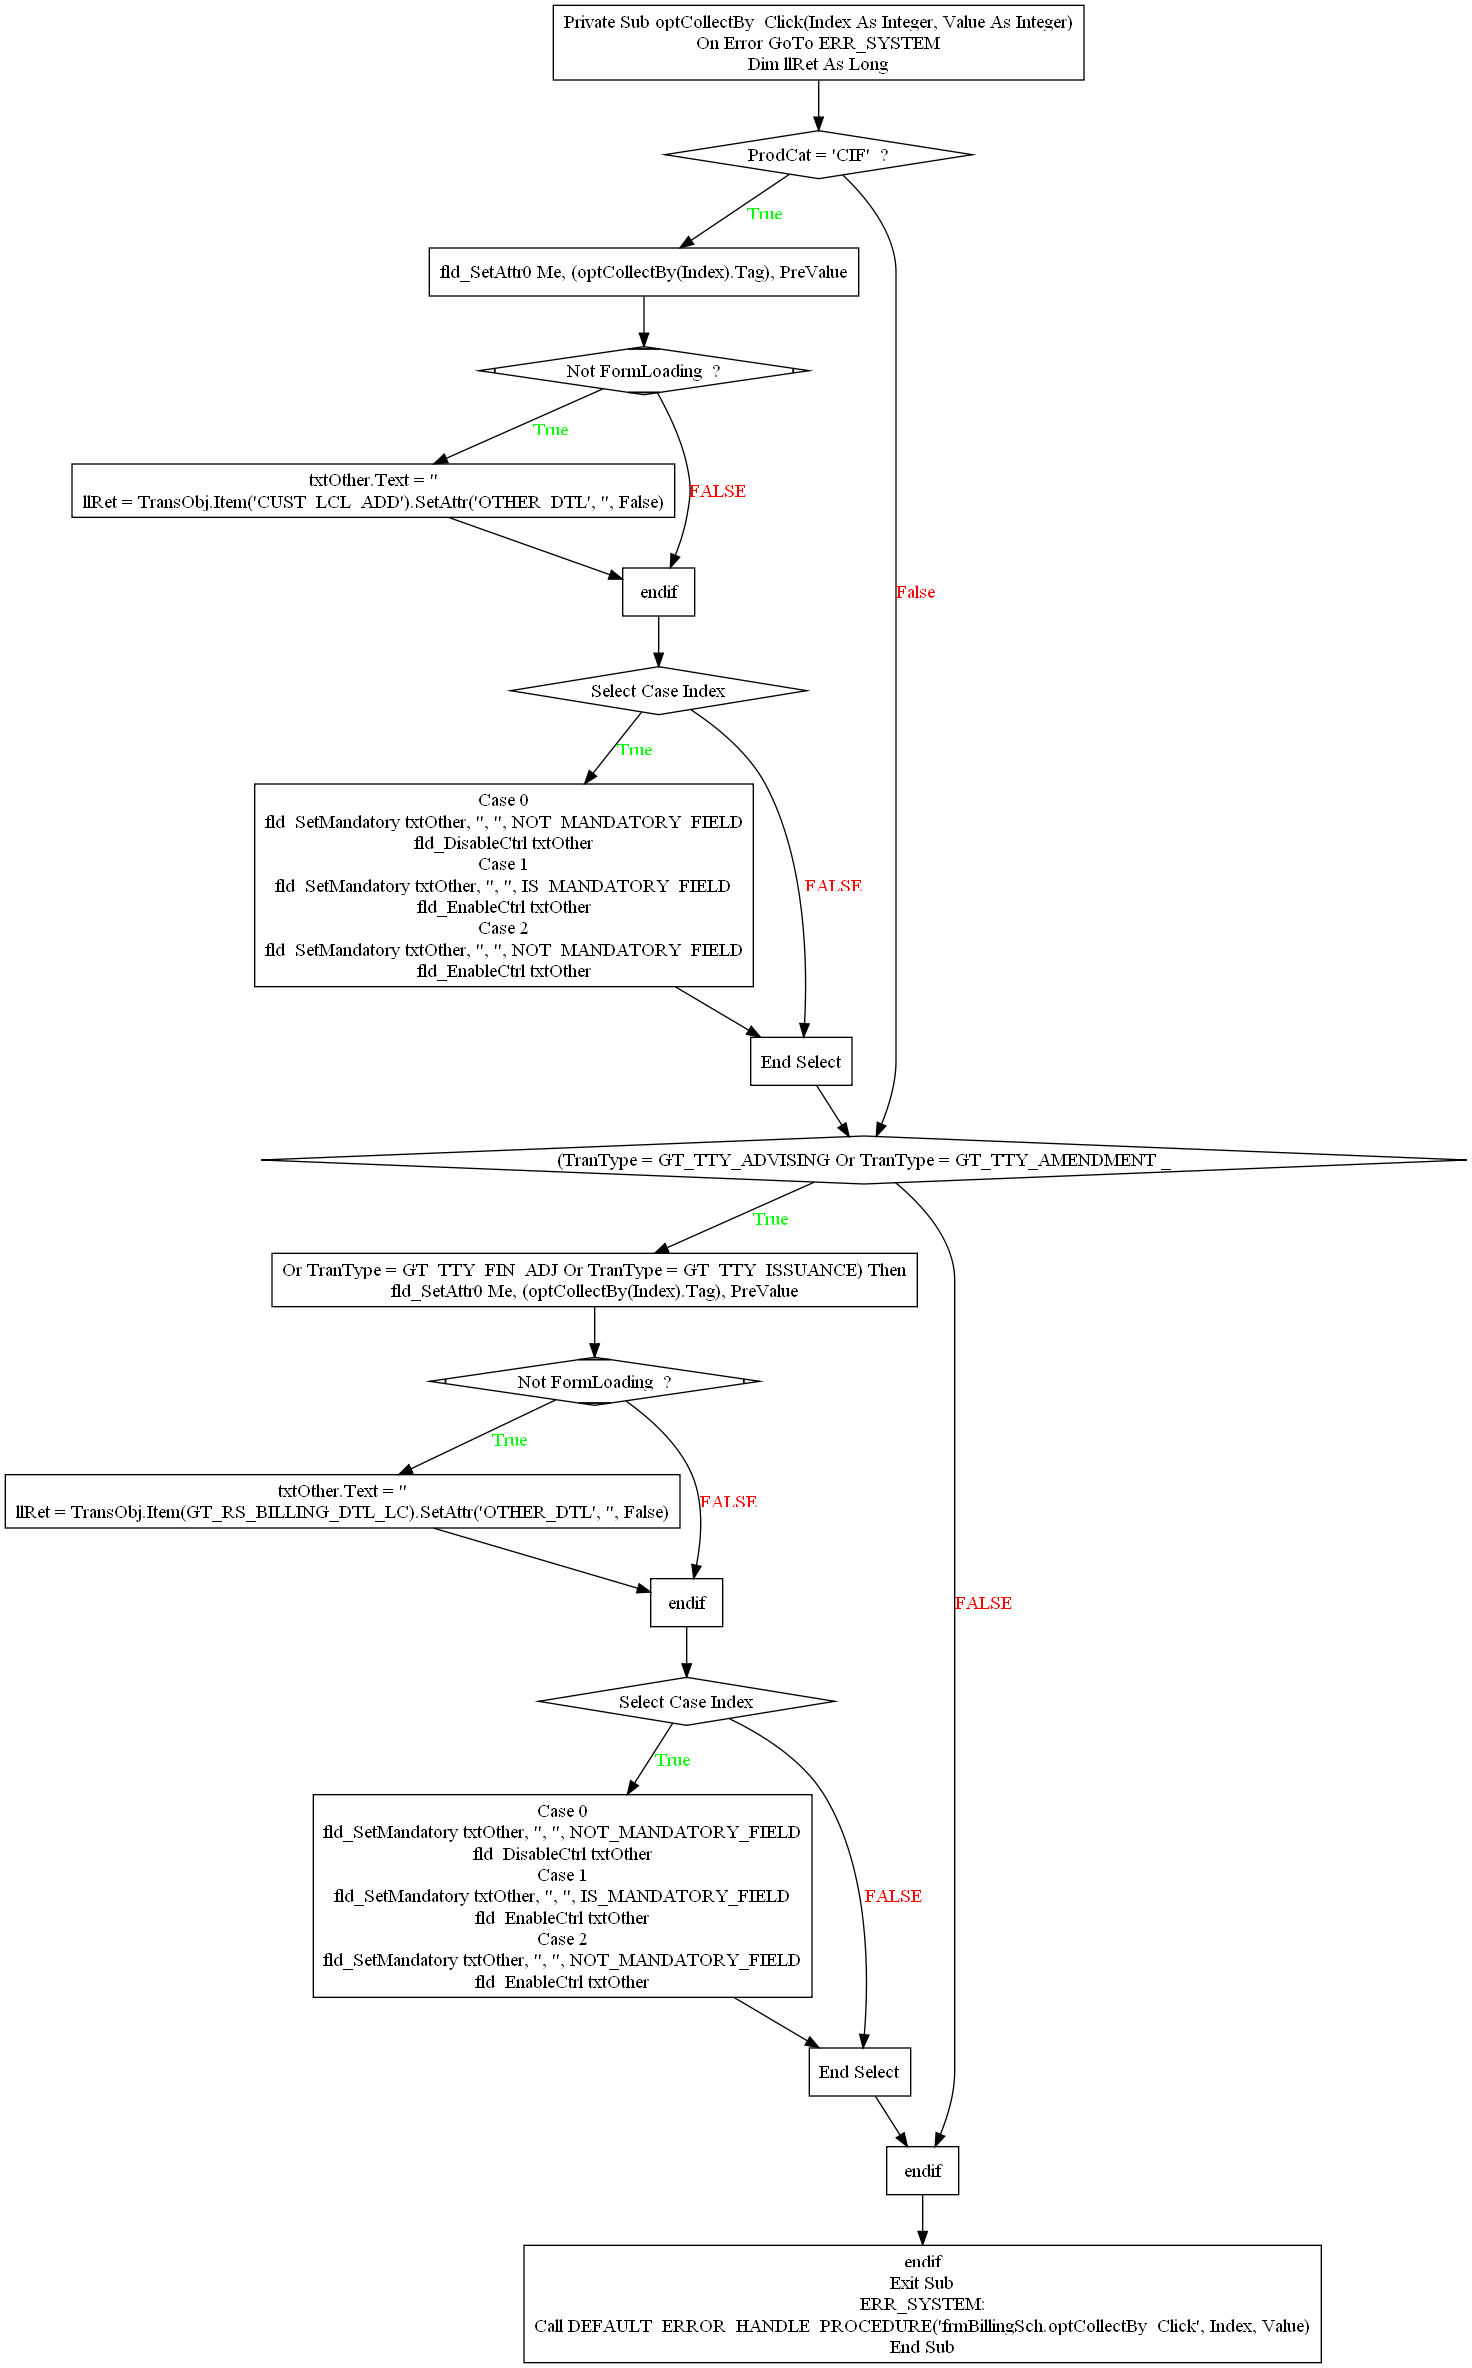 Private Sub optCollectBy_Click(Index As Integer, Value As Integer)
On Error GoTo ERR_SYSTEM
Dim llRet As Long
ProdCat = 'CIF' ?
True
fld_SetAttr0 Me, (optCollectBy(Index).Tag), PreValue
Not FormLoading ?
True
txtOther.Text = ''
llRet = TransObj.Item('CUST_LCL_ADD').SetAttr('OTHER_DTL', '', False)
FALSE
endif
False
Select Case Index
True
Case 0
fld_SetMandatory txtOther, '', '', NOT_MANDATORY_FIELD
fld_DisableCtrl txtOther
Case 1
fld_SetMandatory txtOther, '', '', IS_MANDATORY_FIELD
fld_EnableCtrl txtOther
Case 2
fld_SetMandatory txtOther, '', '', NOT_MANDATORY_FIELD
fld_EnableCtrl txtOther
FALSE
End Select
(TranType = GT_TTY_ADVISING Or TranType = GT_TTY_AMENDMENT _
True
Or TranType = GT_TTY_FIN_ADJ Or TranType = GT_TTY_ISSUANCE) Then
fld_SetAttr0 Me, (optCollectBy(Index).Tag), PreValue
Not FormLoading ?
True
txtOther.Text = ''
llRet = TransObj.Item(GT_RS_BILLING_DTL_LC).SetAttr('OTHER_DTL', '', False)
FALSE
endif
FALSE
Select Case Index
True
Case 0
fld_SetMandatory txtOther, '', '', NOT_MANDATORY_FIELD
fld_DisableCtrl txtOther
Case 1
fld_SetMandatory txtOther, '', '', IS_MANDATORY_FIELD
fld_EnableCtrl txtOther
Case 2
fld_SetMandatory txtOther, '', '', NOT_MANDATORY_FIELD
fld_EnableCtrl txtOther
FALSE
End Select
endif
endif
Exit Sub
ERR_SYSTEM:
Call DEFAULT_ERROR_HANDLE_PROCEDURE('frmBillingSch.optCollectBy_Click', Index, Value)
End Sub